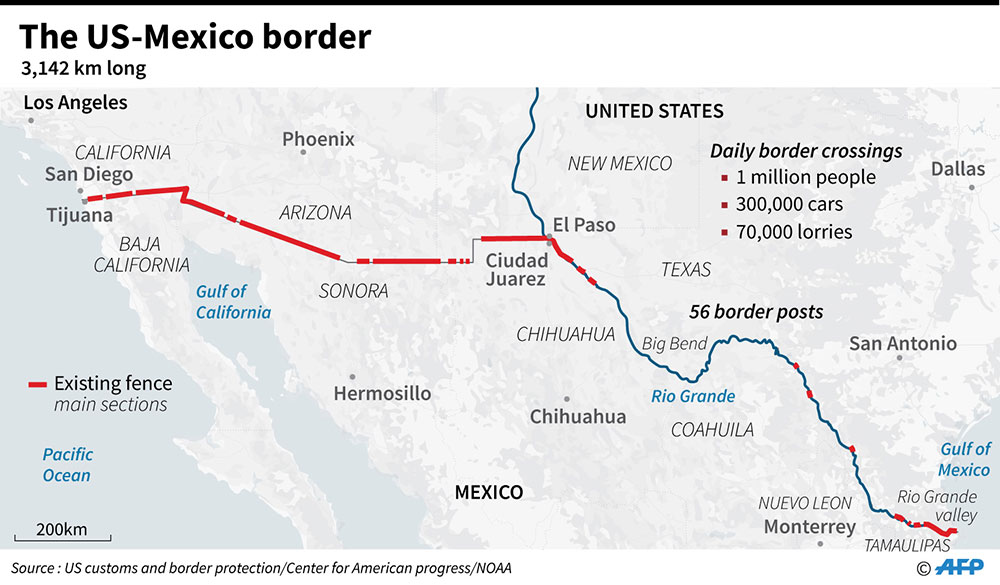 The US-Mexico border
3,142 km long
Los Angeles
UNITED STATES
Phoenix
CALIFORNIA
NEW MEXICO
Daily border crossings
1 million people
300,000 cars
70,000 lorries
Dallas
San Diego
Tijuana
ARIZONA
El Paso
BAJA
CALIFORNIA
Ciudad
Juarez
TEXAS
SONORA
Gulf of
California
56 border posts
CHIHUAHUA
Big Bend
San Antonio
Existing fence
main sections
Hermosillo
Rio Grande
Chihuahua
COAHUILA
Pacific
Ocean
Gulf of
Mexico
MEXICO
NUEVO LEON
Rio Grande
valley
Monterrey
200km
TAMAULIPAS
Source : US customs and border protection/Center for American progress/NOAA
© AFP